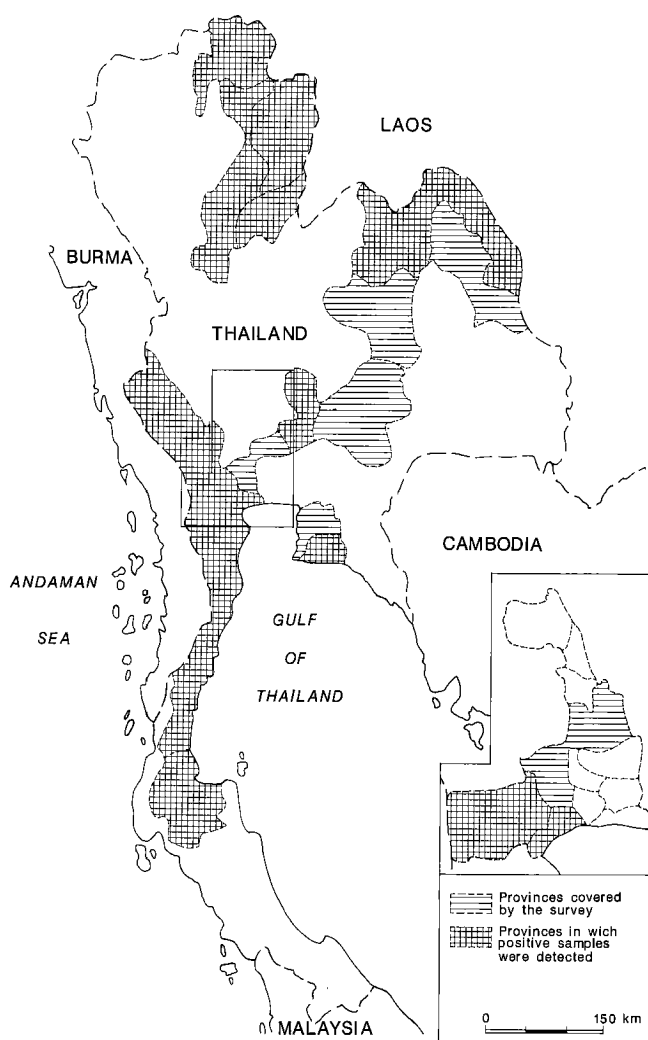 LAOS
BURMA
THAILAND
CAMBODIA
ANDAMAN
SEA
GULF
OF
THAILAND
Provinces covered
by the survey
Provinces in wich
positive samples
were detected
0 150 km
MALAYSIA